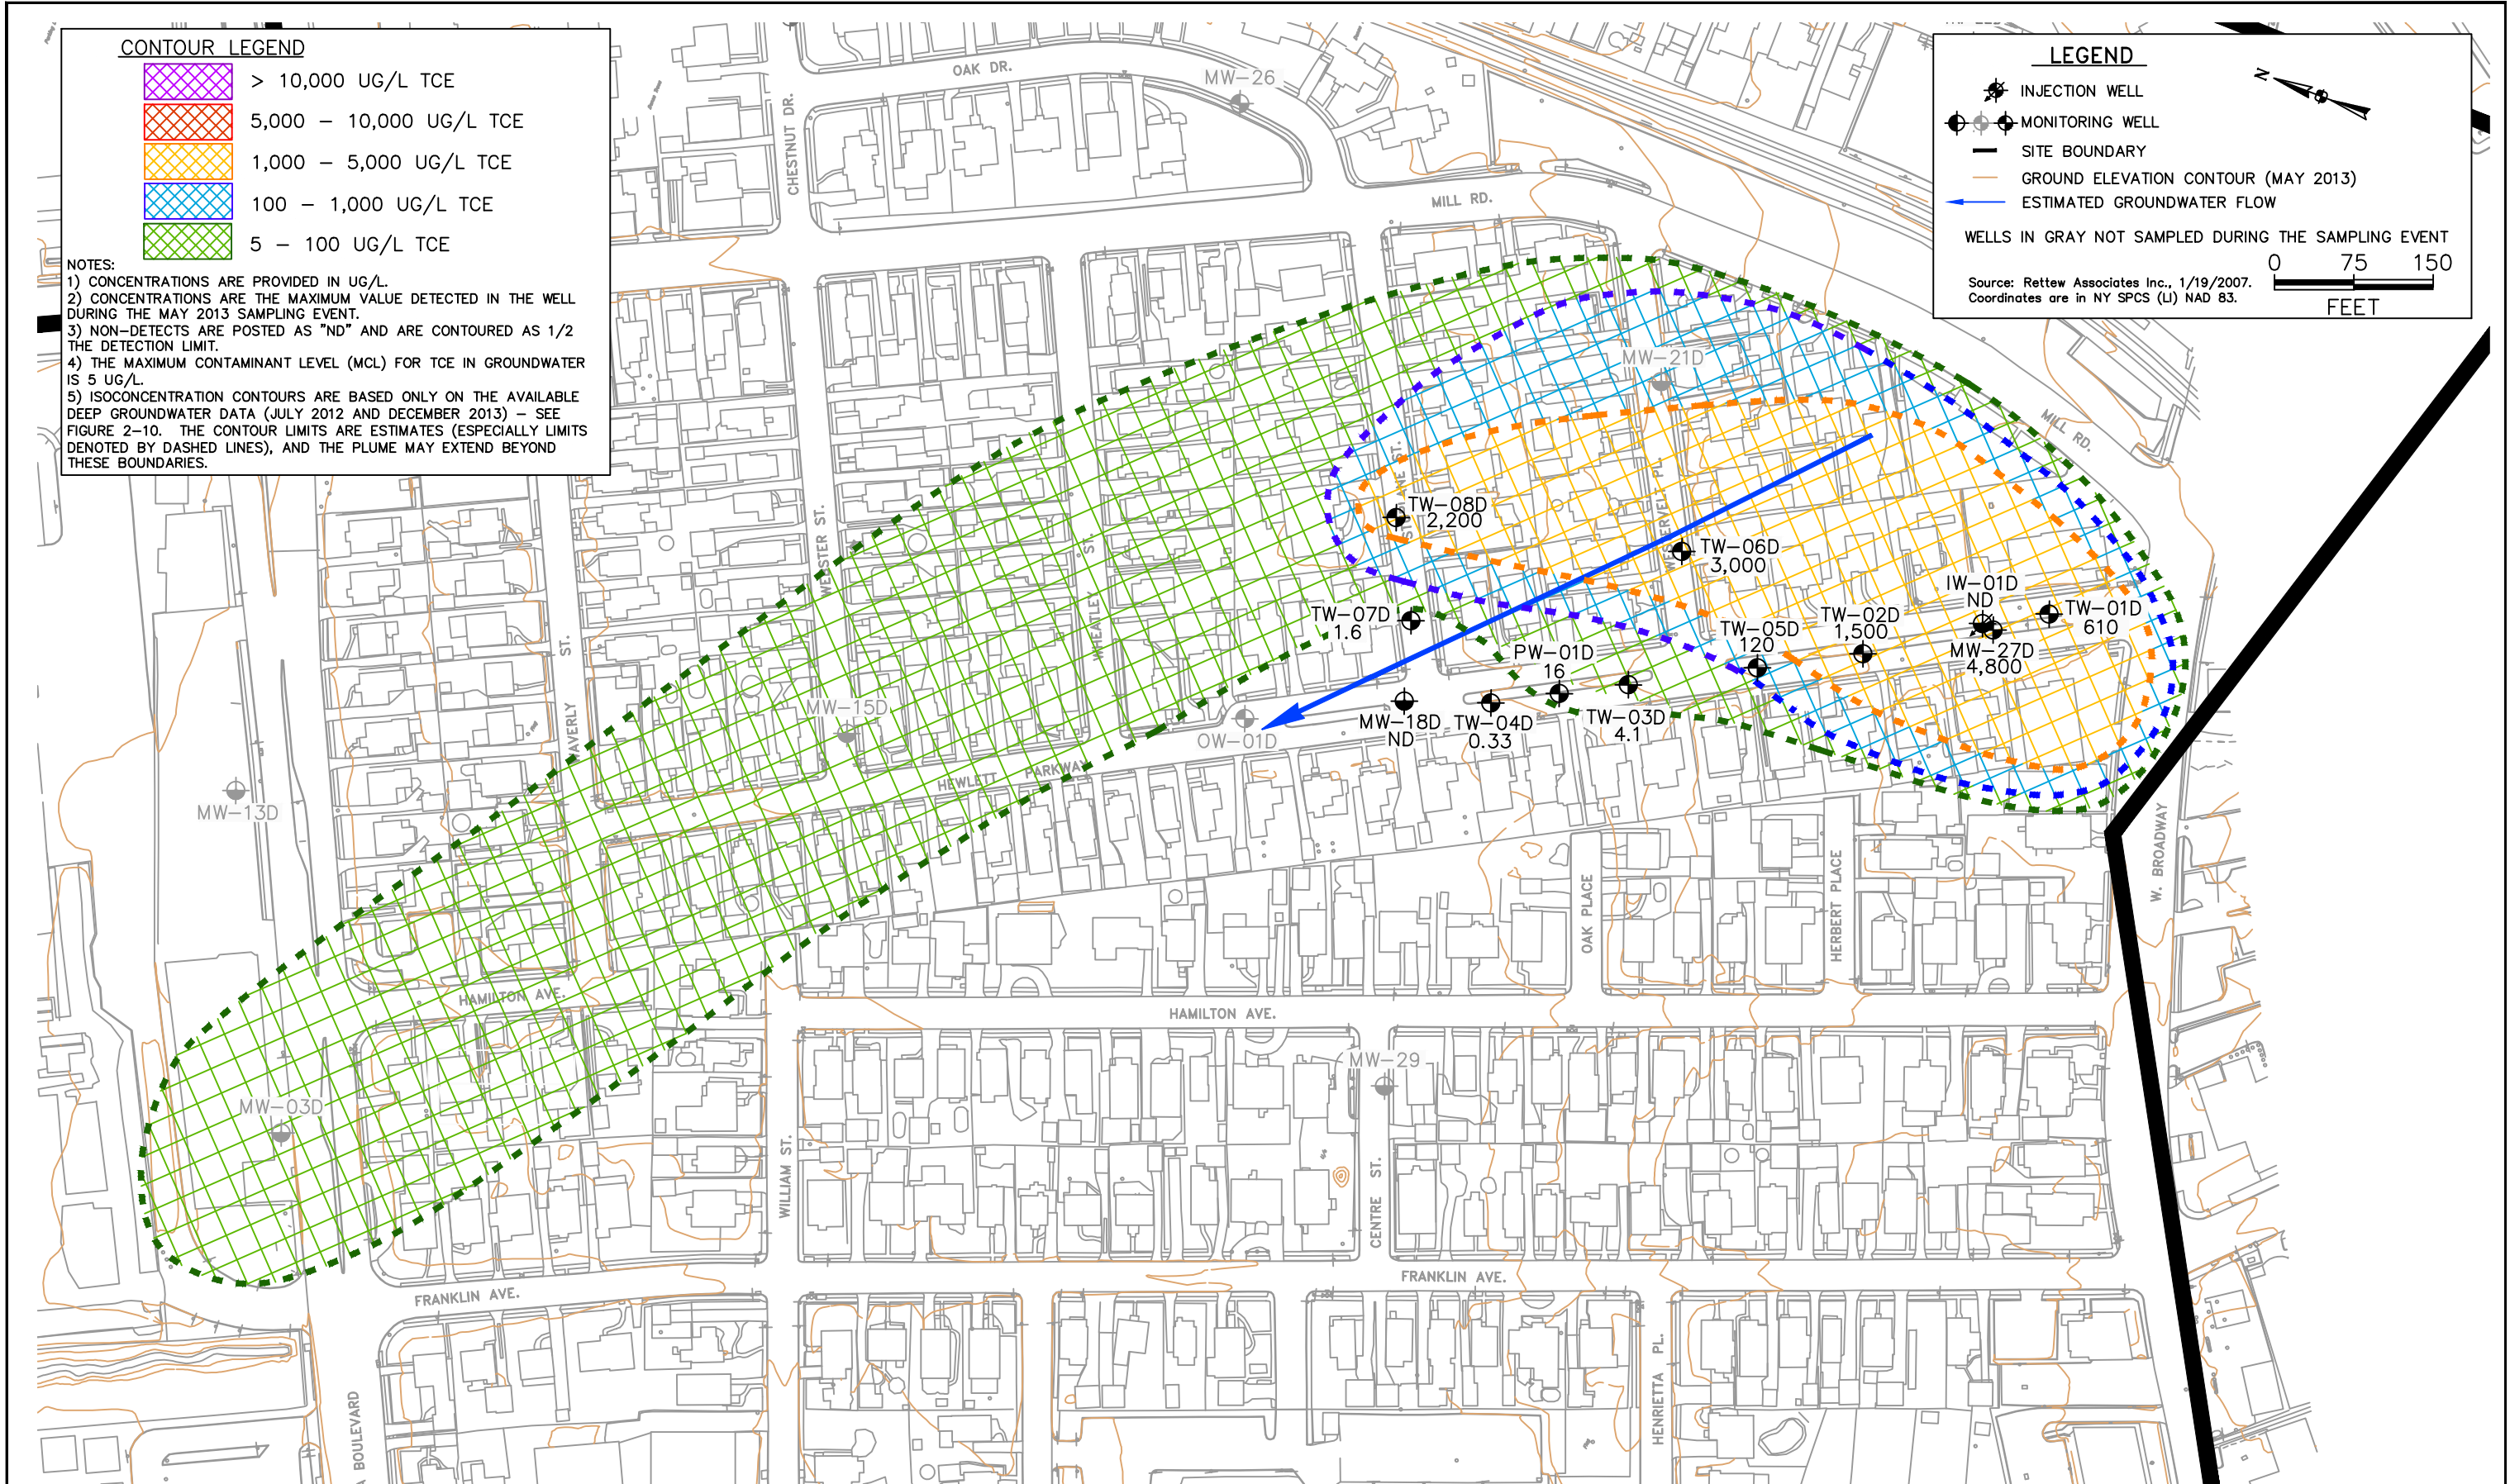 CONTOUR LEGEND
> 10,000 UG/L TCE
5,000 – 10,000 UG/L TCE
1,000 – 5,000 UG/L TCE
100 – 1,000 UG/L TCE
5 – 100 UG/L TCE
NOTES:
1) CONCENTRATIONS ARE PROVIDED IN UG/L.
2) CONCENTRATIONS ARE THE MAXIMUM VALUE DETECTED IN THE WELL
DURING THE MAY 2013 SAMPLING EVENT.
3) NON-DETECTS ARE POSTED AS "ND" AND ARE CONTOURED AS 1/2
THE DETECTION LIMIT.
4) THE MAXIMUM CONTAMINANT LEVEL (MCL) FOR TCE IN GROUNDWATER
IS 5 UG/L.
5) ISOCONCENTRATION CONTOURS ARE BASED ONLY ON THE AVAILABLE
DEEP GROUNDWATER DATA (JULY 2012 AND DECEMBER 2013) – SEE
FIGURE 2-10. THE CONTOUR LIMITS ARE ESTIMATES (ESPECIALLY LIMITS
DENOTED BY DASHED LINES), AND THE PLUME MAY EXTEND BEYOND
THESE BOUNDARIES.
LEGEND
N
INJECTION WELL
MONITORING WELL
SITE BOUNDARY
GROUND ELEVATION CONTOUR (MAY 2013)
ESTIMATED GROUNDWATER FLOW
WELLS IN GRAY NOT SAMPLED DURING THE SAMPLING EVENT
Source: Rettew Associates Inc., 1/19/2007.
Coordinates are in NY SPCS (LI) NAD 83.
0 75 150
FEET
OAK DR.
MW-26
CHESTNUT DR.
MILL RD.
MW-21D
MILL RD.
TW-08D
2,200
WEBSTER ST.
WHEATLEY ST.
TW-06D
3,000
IW-01D
ND
TW-01D
610
TW-02D
1,500
TW-05D
120
MW-27D
4,800
TW-07D
1.6
PW-01D
16
TW-03D
4.1
MW-18D
ND
TW-04D
0.33
OW-01D
MW-15D
WAVERLY ST.
HEWLETT PARKWAY
MW-13D
W. BROADWAY
OAK PLACE
HERBERT PLACE
HAMILTON AVE.
HAMILTON AVE.
MW-29
MW-03D
WILLIAM ST.
CENTRE ST.
FRANKLIN AVE.
FRANKLIN AVE.
HENRIETTA PL.
BOULEVARD